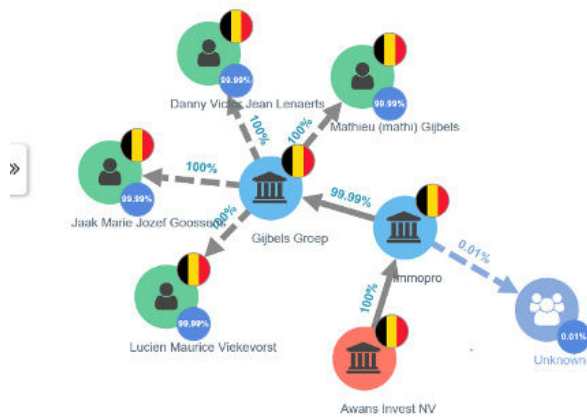 99.99%
Danny Victor Jean Lenaerts
99.99%
Mathieu (mathi) Gijbels
100%
100%
»
100%
99.99%
Jaak Marie Jozef Goossens
100%
Gijbels Groep
99.99%
Immopro
0.01%
99.99%
Lucien Maurice Viekevorst
100%
0.01%
Unknown
Awans Invest NV